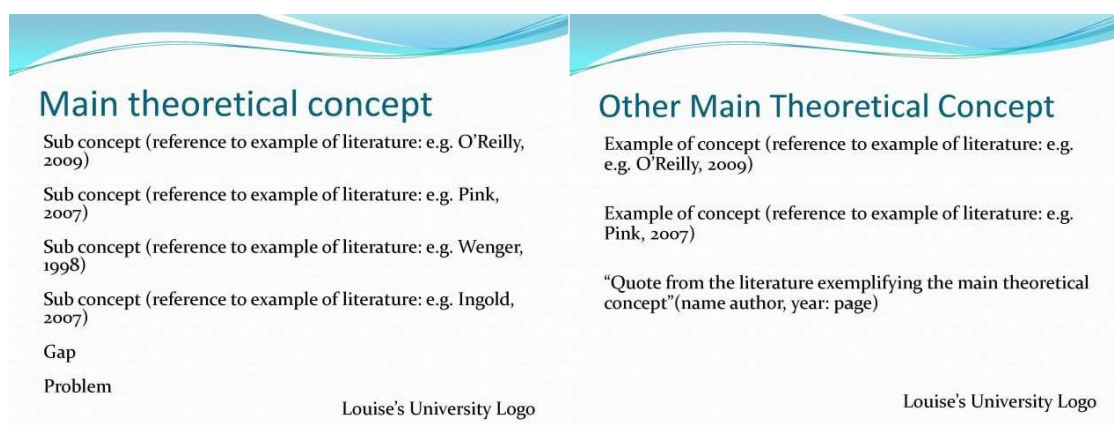 Main theoretical concept
Sub concept (reference to example of literature: e.g. O'Reilly,
2009)
Sub concept (reference to example of literature: e.g. Pink,
2007)
Sub concept (reference to example of literature: e.g. Wenger,
1998)
Sub concept (reference to example of literature: e.g. Ingold,
2007)
Gap
Problem
Louise's University Logo
Other Main Theoretical Concept
Example of concept (reference to example of literature: e.g.
e.g. O'Reilly, 2009)
Example of concept (reference to example of literature: e.g.
Pink, 2007)
“Quote from the literature exemplifying the main theoretical
concept”(name author, year: page)
Louise's University Logo